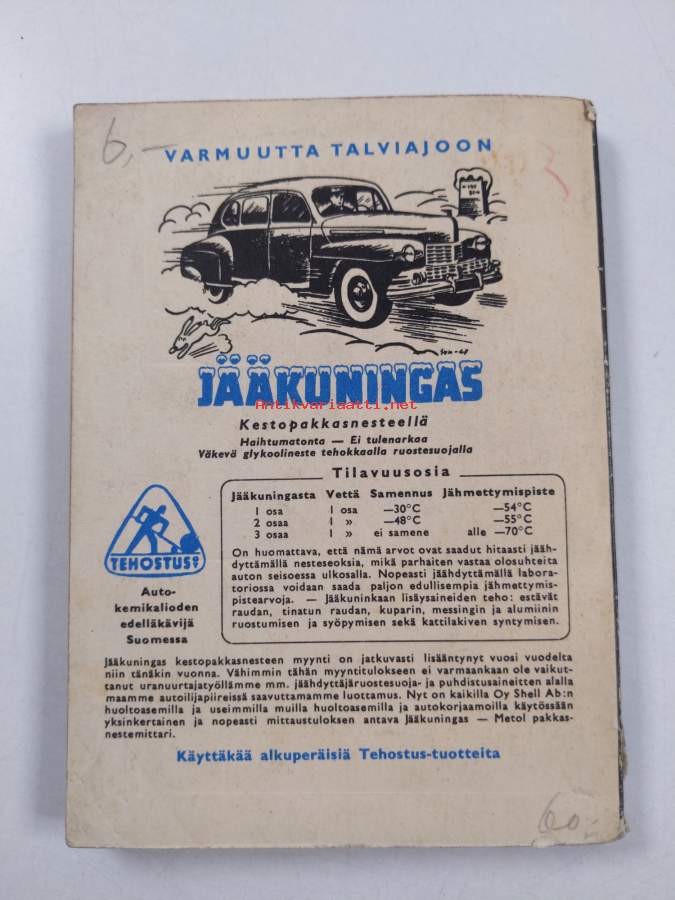 6,—
VARMUUTTA TALVIAJOON
JÄÄKUNINGAS
Antikvariaatti.net
Kestopakkasnesteellä
Haihtumatonta — Ei tulenarkaa
Väkevä glykoolineste tehokkaalla ruostesuojalla
Tilavuusosia
Jääkuningasta Vettä Samennus Jähmettymispiste
1 osa 1 osa —30°C —54°C
2 osaa 1 » —48°C —55°C
3 osaa 1 » ei samene alle —70°C
On huomattava, että nämä arvot ovat saadut hitaasti jääh-
dyttämällä nesteseoksia, mikä parhaiten vastaa olosuhteita
auton seisoessa ulkosalla. Nopeasti jäähdyttämällä labora-
toriossa voidaan saada paljon edullisempia jähmettymis-
pistearvoja. — Jääkuninkaan lisäysaineiden teho: estävät
raudan, tinatun raudan, kuparin, messingin ja alumiinin
ruostumisen ja syöpymisen sekä kattilakiven syntymisen.
TEHOSTUS OY
Auto-
kemikalioden
edelläkävijä
Suomessa
Jääkuningas kestopakkasnesteen myynti on jatkuvasti lisääntynyt vuosi vuodelta
niin tänäkin vuonna. Vähimmin tähän myyntitulokseen ei varmaankaan ole vaikut-
tanut uranuurtajatyöllämme mm. jäähdyttäjäruostesuoja- ja puhdistusaineitten alalla
maamme autoilijapiireissä saavuttamamme luottamus. Nyt on kaikilla Oy Shell Ab:n
huoltoasemilla ja useimmilla muilla huoltoasemilla ja autokorjaamoilla käytössään
yksinkertainen ja nopeasti mittaustuloksen antava Jääkuningas — Metol pakkas-
nestemittari.
Käyttäkää alkuperäisiä Tehostus-tuotteita
60:-